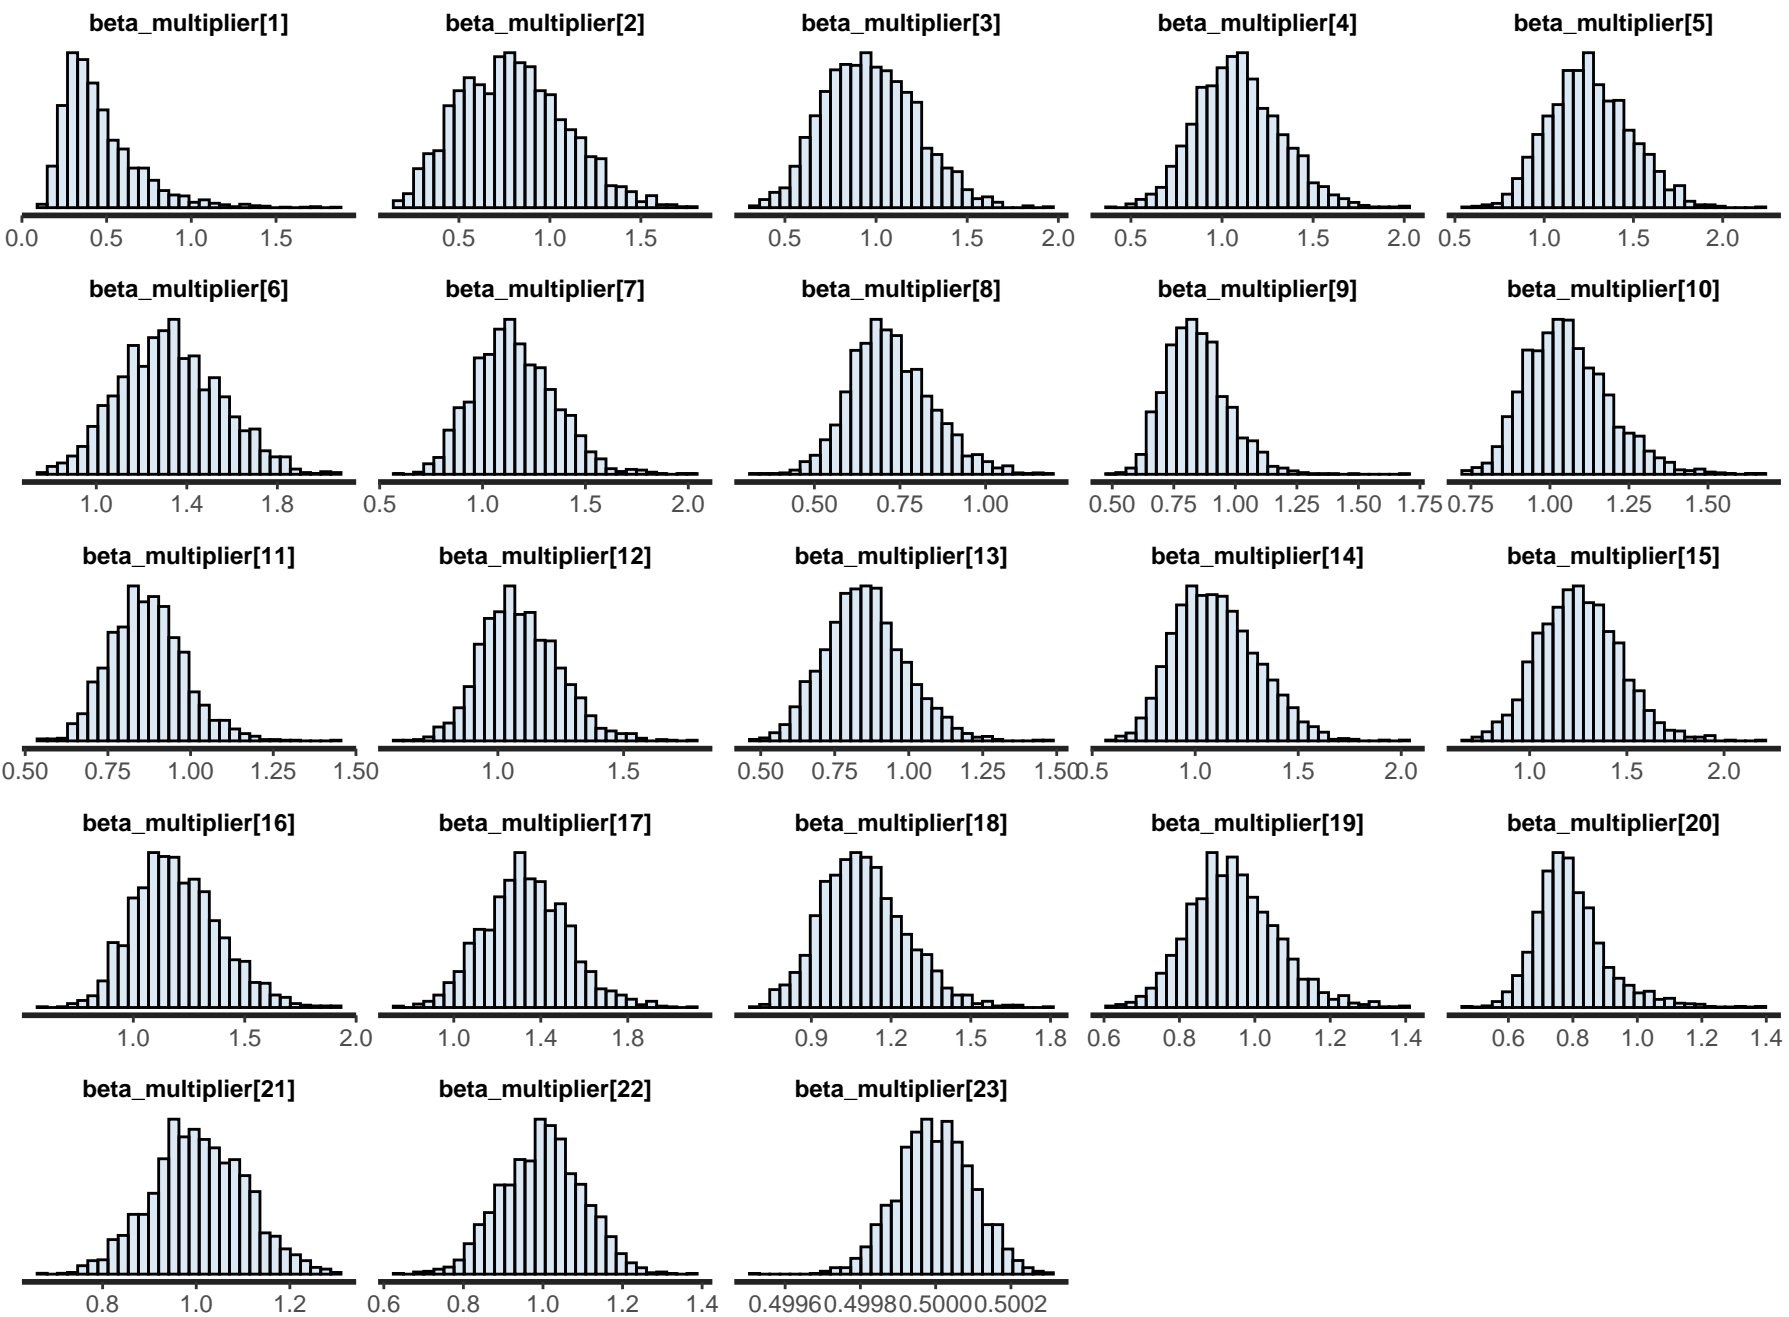 beta_multiplier[1] beta_multiplier[2] beta_multiplier[3] beta_multiplier[4] beta_multiplier[5]
0.0 0.5 1.0 1.5 0.5 1.0 1.5 0.5 1.0 1.5 2.0 0.5 1.0 1.5 2.0 0.5 1.0 1.5 2.0
beta_multiplier[6] beta_multiplier[7] beta_multiplier[8] beta_multiplier[9] beta_multiplier[10]
1.0 1.4 1.8 0.5 1.0 1.5 2.0 0.50 0.75 1.00 0.50 0.75 1.00 1.25 1.50 1.75 0.75 1.00 1.25 1.50
beta_multiplier[11] beta_multiplier[12] beta_multiplier[13] beta_multiplier[14] beta_multiplier[15]
0.50 0.75 1.00 1.25 1.50 1.0 1.5 0.50 0.75 1.00 1.25 1.50 0.5 1.0 1.5 2.0 1.0 1.5 2.0
beta_multiplier[16] beta_multiplier[17] beta_multiplier[18] beta_multiplier[19] beta_multiplier[20]
1.0 1.5 2.0 1.0 1.4 1.8 0.9 1.2 1.5 1.8 0.6 0.8 1.0 1.2 1.4 0.6 0.8 1.0 1.2 1.4
beta_multiplier[21] beta_multiplier[22] beta_multiplier[23]
0.8 1.0 1.2 0.6 0.8 1.0 1.2 1.4 0.4996 0.4998 0.5000 0.5002